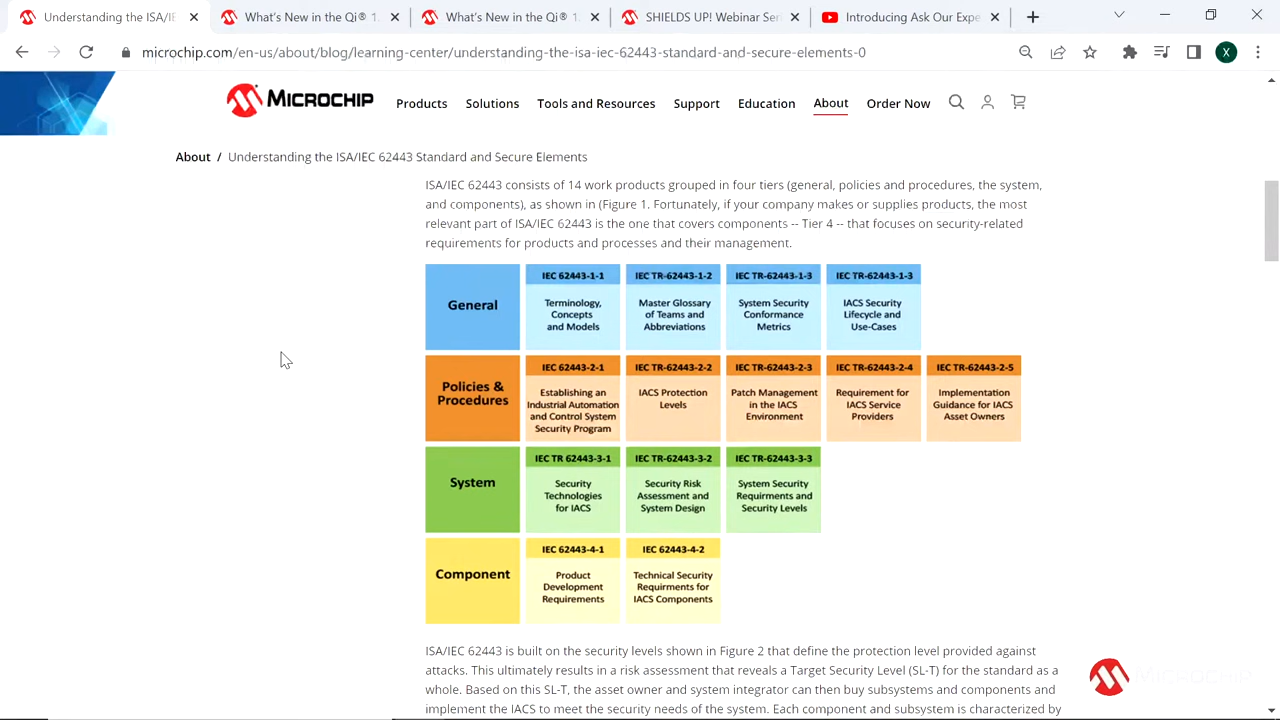 Understanding the ISA/IE
What's New in the Qi® 1.
What's New in the Qi® 1.
SHIELDS UP! Webinar Ser
Introducing Ask Our Expe
microchip.com/en-us/about/blog/learning-center/understanding-the-isa-iec-62443-standard-and-secure-elements-0
X
MICROCHIP
Products
Solutions
Tools and Resources
Support
Education
About
Order Now
About / Understanding the ISA/IEC 62443 Standard and Secure Elements
ISA/IEC 62443 consists of 14 work products grouped in four tiers (general, policies and procedures, the system,
and components), as shown in (Figure 1. Fortunately, if your company makes or supplies products, the most
relevant part of ISA/IEC 62443 is the one that covers components -- Tier 4 -- that focuses on security-related
requirements for products and processes and their management.
General
IEC 62443-1-1
Terminology,
Concepts
and Models
IEC TR-62443-1-2
Master Glossary
of Teams and
Abbreviations
IEC TR-62443-1-3
System Security
Conformance
Metrics
IEC TR-62443-1-3
IACS Security
Lifecycle and
Use-Cases
Policies &
Procedures
IEC 62443-2-1
Establishing an
Industrial Automation
and Control System
Security Program
IEC TR-62443-2-2
IACS Protection
Levels
IEC TR-62443-2-3
Patch Management
in the IACS
Environment
IEC TR-62443-2-4
Requirement for
IACS Service
Providers
IEC TR-62443-2-5
Implementation
Guidance for IACS
Asset Owners
System
IEC TR 62443-3-1
Security
Technologies
for IACS
IEC TR-62443-3-2
Security Risk
Assessment and
System Design
IEC TR-62443-3-3
System Security
Requirments and
Security Levels
Component
IEC 62443-4-1
Product
Development
Requirements
IEC 62443-4-2
Technical Security
Requirments for
IACS Components
ISA/IEC 62443 is built on the security levels shown in Figure 2 that define the protection level provided against
attacks. This ultimately results in a risk assessment that reveals a Target Security Level (SL-T) for the standard as a
whole. Based on this SL-T, the asset owner and system integrator can then buy subsystems and components and
implement the IACS to meet the security needs of the system. Each component and subsystem is characterized by
MICROCHIP